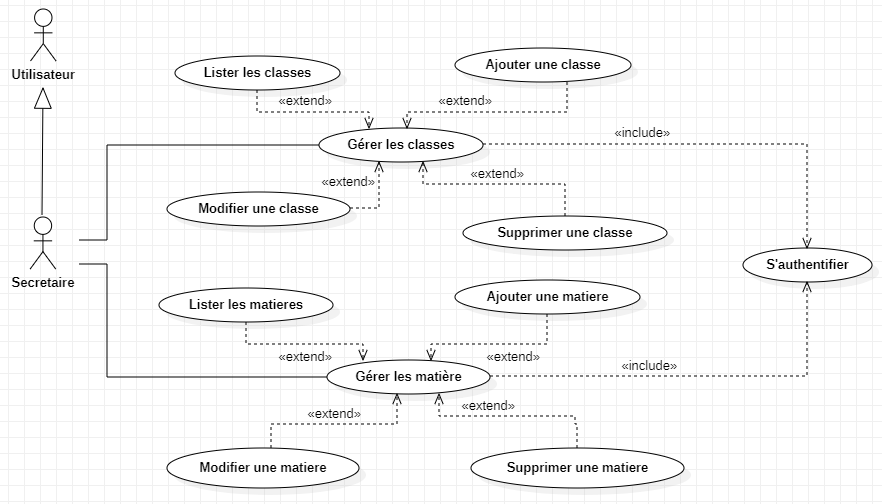 Utilisateur
Lister les classes
Ajouter une classe
«extend»
«extend»
Gérer les classes
«include»
«extend»
«extend»
Modifier une classe
Supprimer une classe
Secretaire
S'authentifier
Lister les matieres
Ajouter une matiere
«extend»
«extend»
Gérer les matière
«include»
«extend»
«extend»
Modifier une matiere
Supprimer une matiere